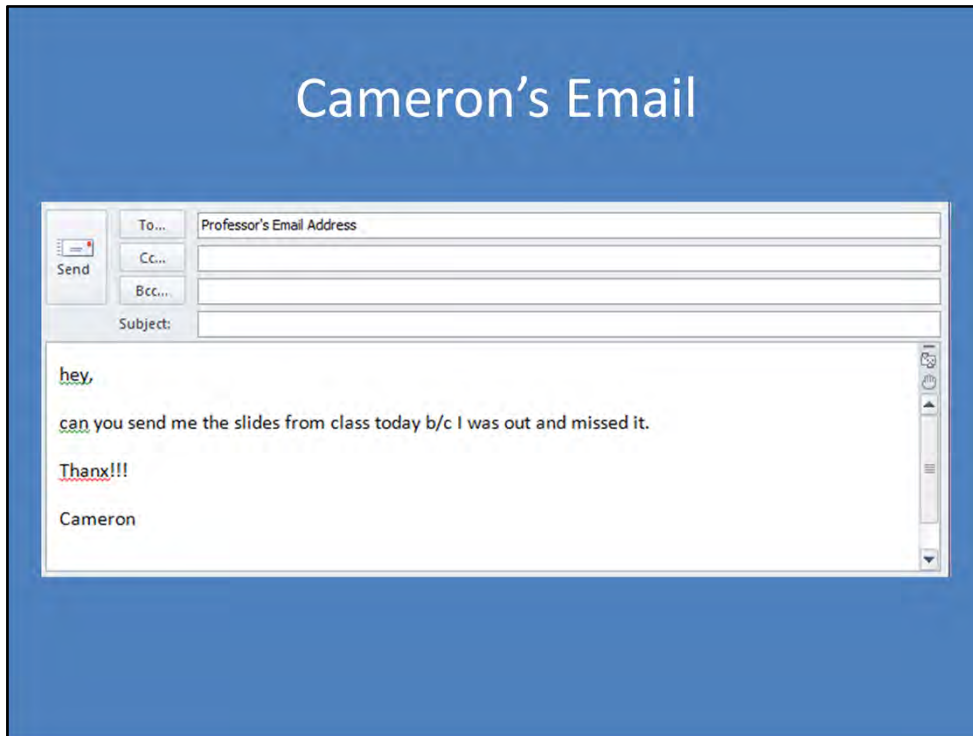 Cameron’s Email
To...
Professor's Email Address
Send
Cc...
Bcc...
Subject:
hey,
can you send me the slides from class today b/c I was out and missed it.
Thanx!!!
Cameron